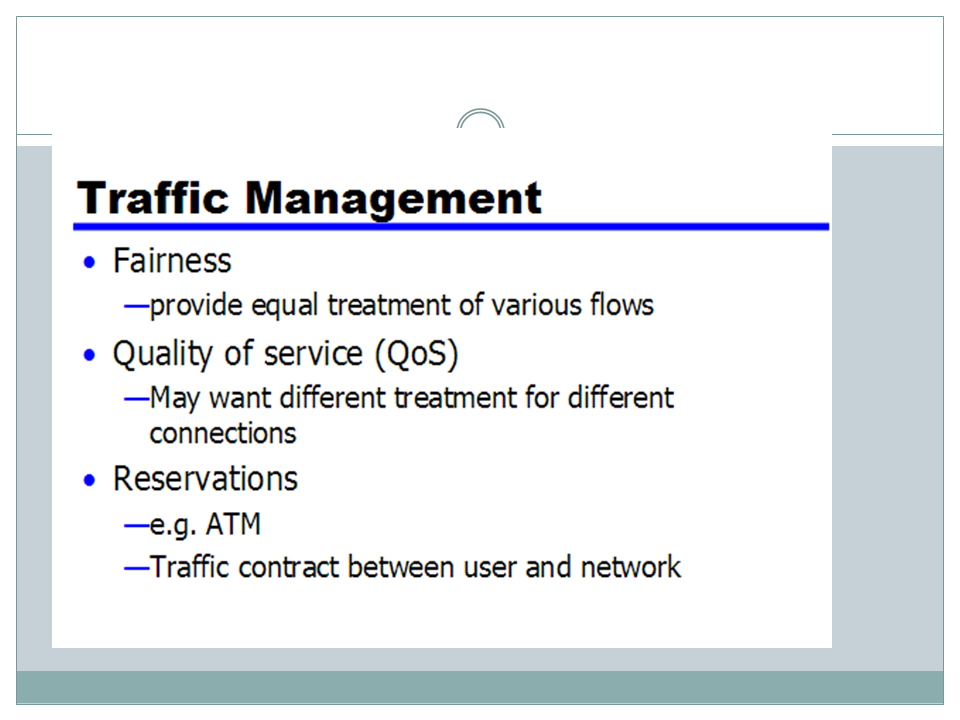 Traffic Management
• Fairness
—provide equal treatment of various flows
• Quality of service (QoS)
—May want different treatment for different
connections
• Reservations
—e.g. ATM
—Traffic contract between user and network